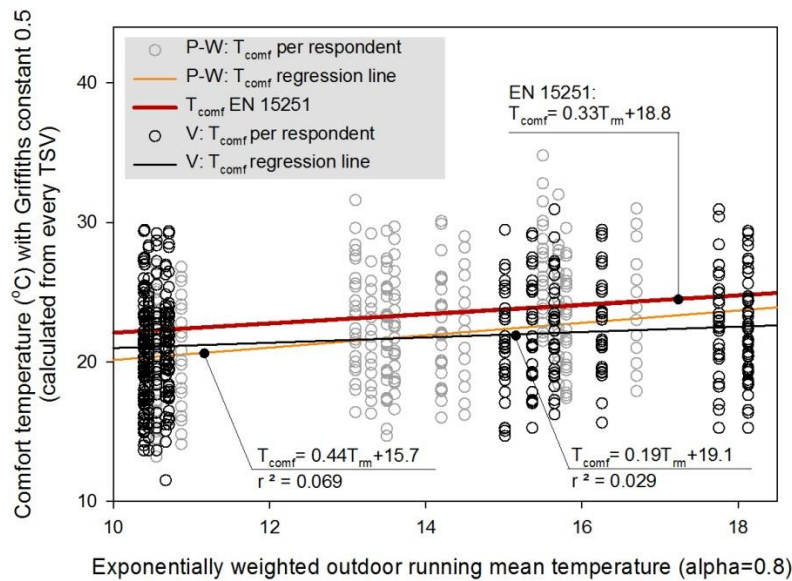 Comfort temperature (°C) with Griffiths constant 0.5
(calculated from every TSV)
40
30
20
10
P-W: Tcomf per respondent
P-W: Tcomf regression line
Tcomf EN 15251
V: Tcomf per respondent
V: Tcomf regression line
EN 15251:
Tcomf= 0.33Trm+18.8
Tcomf= 0.44Trm+15.7
r² = 0.069
Tcomf= 0.19Trm+19.1
r² = 0.029
10 12 14 16 18
Exponentially weighted outdoor running mean temperature (alpha=0.8)